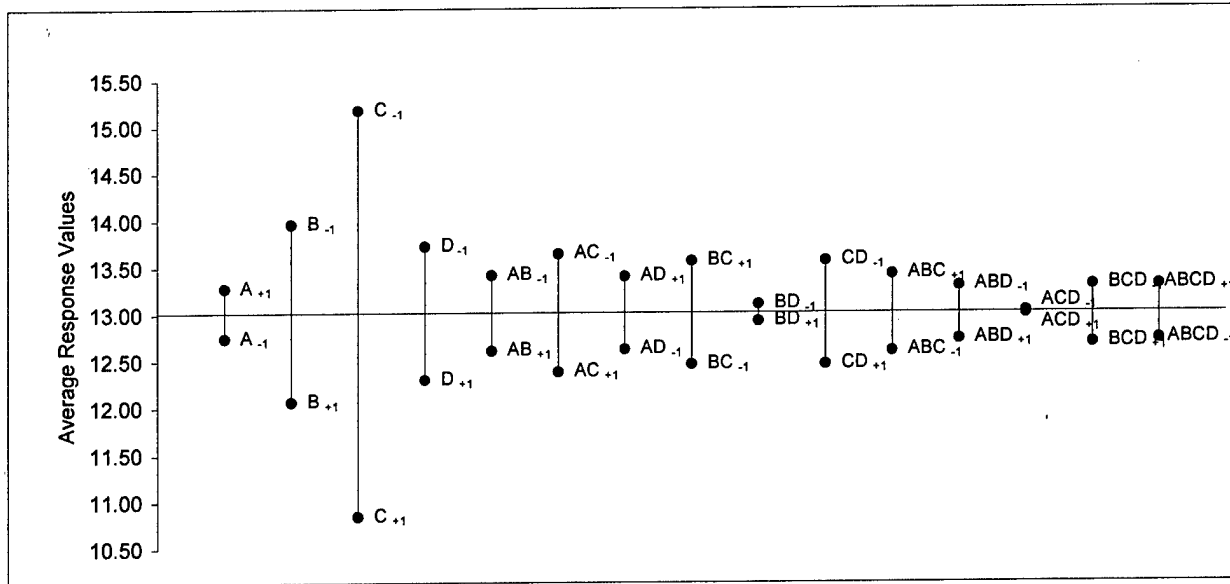 Average Response Values
15.50
15.00
14.50
14.00
13.50
13.00
12.50
12.00
11.50
11.00
10.50
A +1
A -1
B -1
B +1
C -1
C +1
D -1
D +1
AB -1
AB +1
AC -1
AC +1
AD +1
AD -1
BC +1
BC -1
BD -1
BD +1
CD -1
CD +1
ABC +1
ABC -1
ABD -1
ABD +1
ACD -1
ACD +1
BCD
BCD +1
ABCD +1
ABCD -1